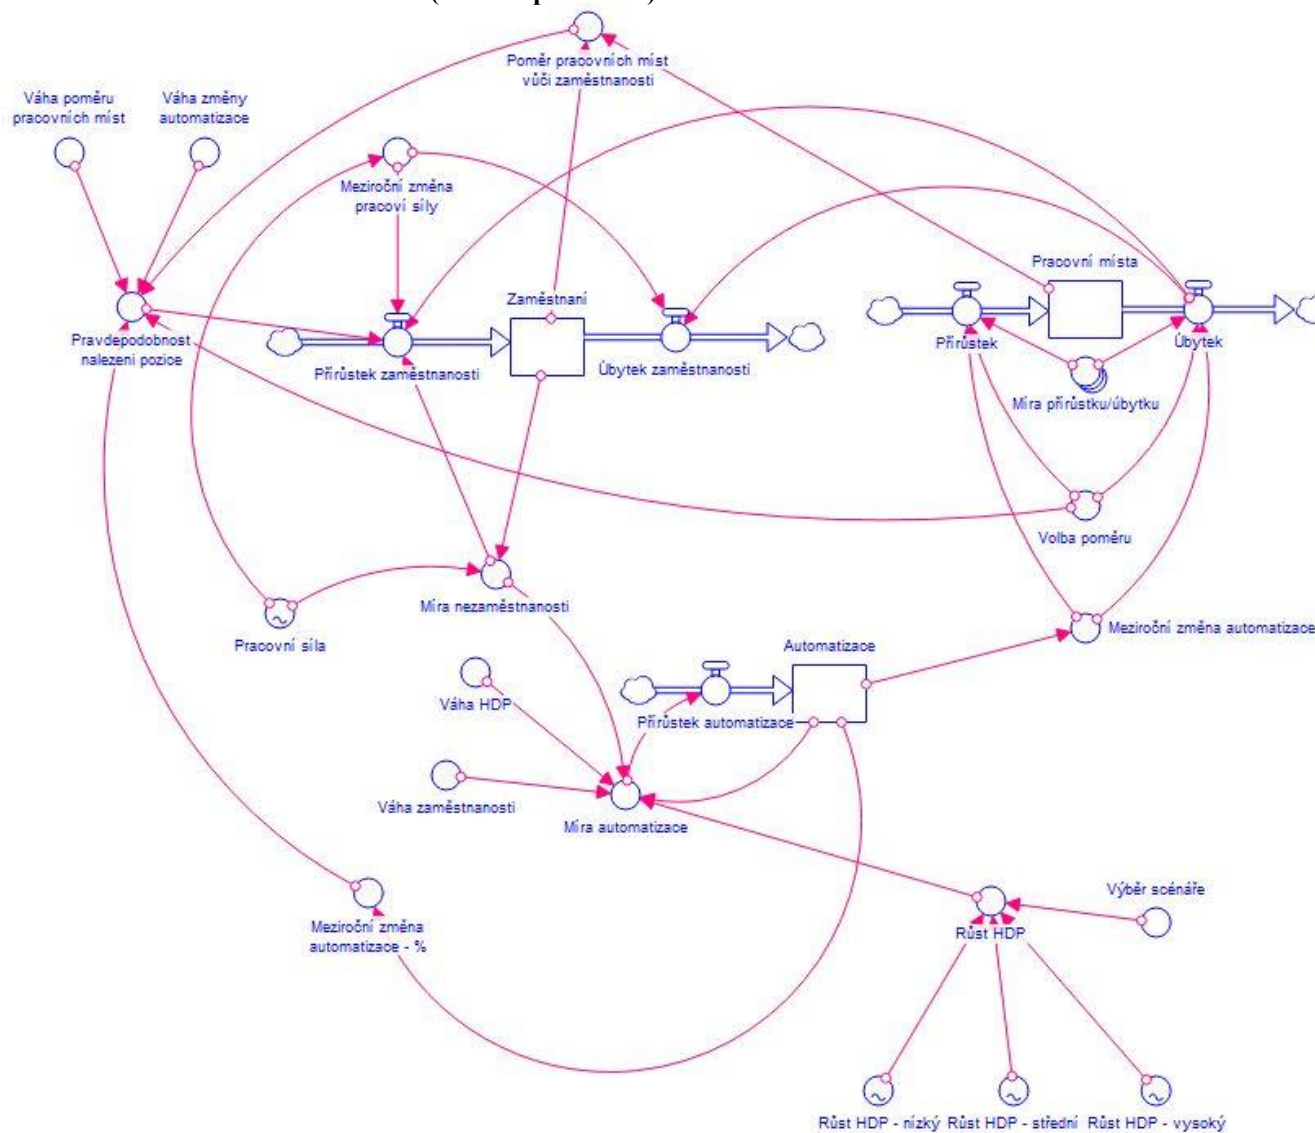 Poměr pracovních míst
vůči zaměstnanosti
Váha poměru
pracovních míst
Váha změny
automatizace
Meziroční změna
pracoví síly
Pracovní místa
Zaměstnaní
Pravdepodobnost
nalezeni pozice
Přírůstek zaměstnanosti
Úbytek zaměstnanosti
Přírůstek
Úbytek
Míra přírůstku/úbytku
Volba poměru
Míra nezaměstnanosti
Pracovní síla
Meziroční změna automatizace
Automatizace
Váha HDP
Přírůstek automatizace
Váha zaměstnanosti
Míra automatizace
Výběr scénáře
Meziroční změna
automatizace - %
Růst HDP
Růst HDP - nízký
Růst HDP - střední
Růst HDP - vysoký